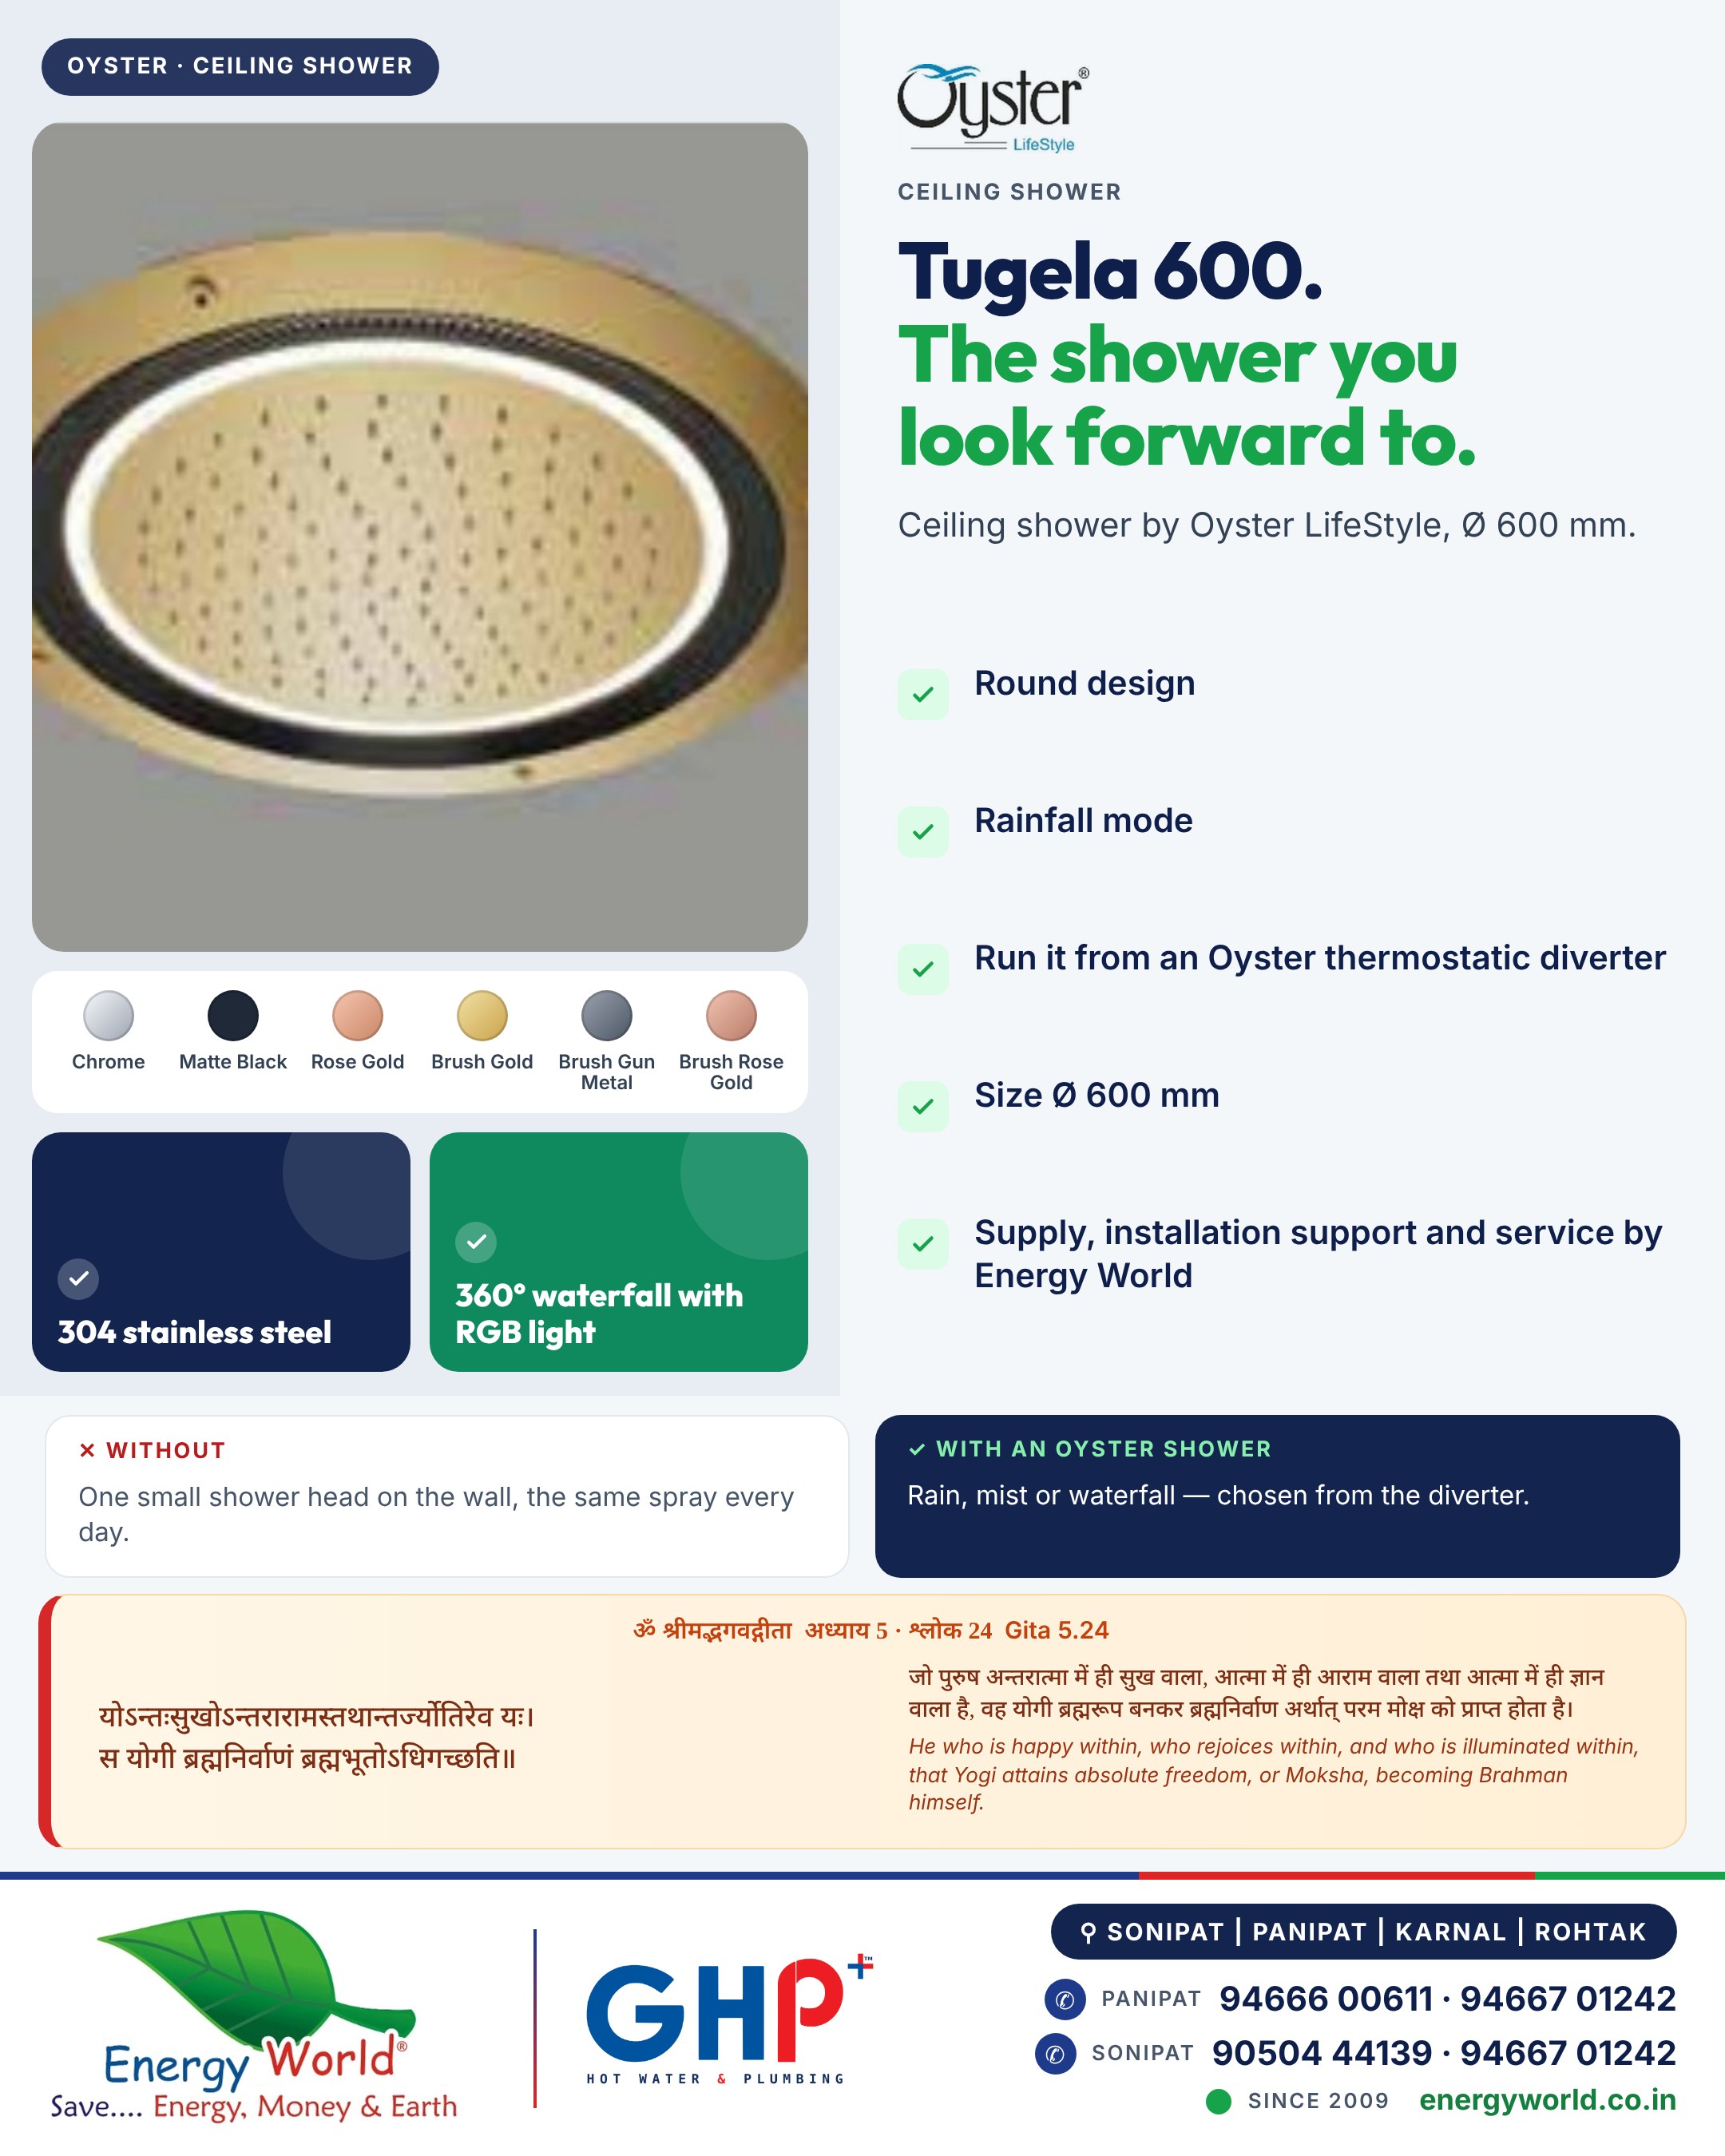 OYSTER · CEILING SHOWER
Oyster®
LifeStyle
CEILING SHOWER
Tugela 600.
The shower you
look forward to.
Ceiling shower by Oyster LifeStyle, Ø 600 mm.
Round design
Rainfall mode
Run it from an Oyster thermostatic diverter
Size Ø 600 mm
Supply, installation support and service by
Energy World
Chrome
Matte Black
Rose Gold
Brush Gold
Brush Gun
Metal
Brush Rose
Gold
304 stainless steel
360° waterfall with
RGB light
✕ WITHOUT
One small shower head on the wall, the same spray every
day.
✓ WITH AN OYSTER SHOWER
Rain, mist or waterfall — chosen from the diverter.
ॐ श्रीमद्भगवद्गीता अध्याय 5 · श्लोक 24 Gita 5.24
योऽन्तःसुखोऽन्तरारामस्तथान्तर्ज्योतिरेव यः।
स योगी ब्रह्मनिर्वाणं ब्रह्मभूतोऽधिगच्छति॥
जो पुरुष अन्तरात्मा में ही सुख वाला, आत्मा में ही आराम वाला तथा आत्मा में ही ज्ञान
वाला है, वह योगी ब्रह्मरूप बनकर ब्रह्मनिर्वाण अर्थात् परम मोक्ष को प्राप्त होता है।
He who is happy within, who rejoices within, and who is illuminated within,
that Yogi attains absolute freedom, or Moksha, becoming Brahman
himself.
Energy World®
Save.... Energy, Money & Earth
GHP+™
HOT WATER & PLUMBING
SONIPAT | PANIPAT | KARNAL | ROHTAK
PANIPAT 94666 00611 · 94667 01242
SONIPAT 90504 44139 · 94667 01242
SINCE 2009 energyworld.co.in